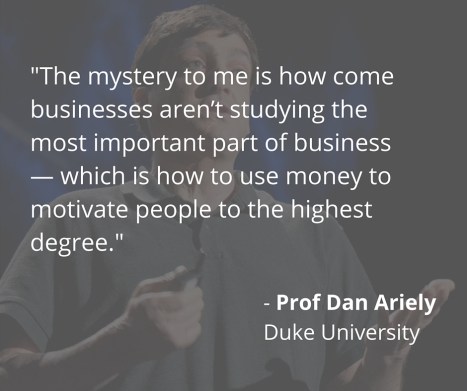 "The mystery to me is how come
businesses aren’t studying the
most important part of business
— which is how to use money to
motivate people to the highest
degree."
- Prof Dan Ariely
Duke University